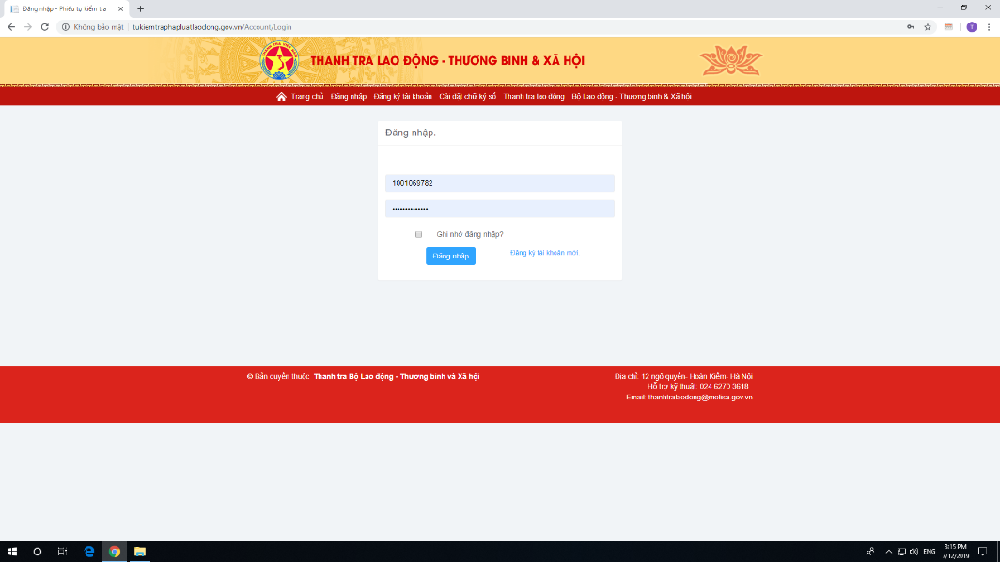 Đăng nhập - Phiếu tự kiểm tra
Không bảo mật
tukiemtraphapluatlaodong.gov.vn/Account/Login
T
THANH TRA LAO ĐỘNG - THƯƠNG BINH & XÃ HỘI
Trang chủ Đăng nhập Đăng ký tài khoản Cài đặt chữ ký số Thanh tra lao động Bộ Lao động - Thương binh & Xã hội
Đăng nhập.
1001069782
••••••••••••••
Ghi nhớ đăng nhập?
Đăng nhập
Đăng ký tài khoản mới
© Bản quyền thuộc Thanh tra Bộ Lao động - Thương binh và Xã hội
Địa chỉ: 12 ngô quyền- Hoàn Kiếm- Hà Nội
Hỗ trợ kỹ thuật: 024 6270 3618
Email: thanhtralaodong@molisa.gov.vn
ENG
3:15 PM
7/12/2019